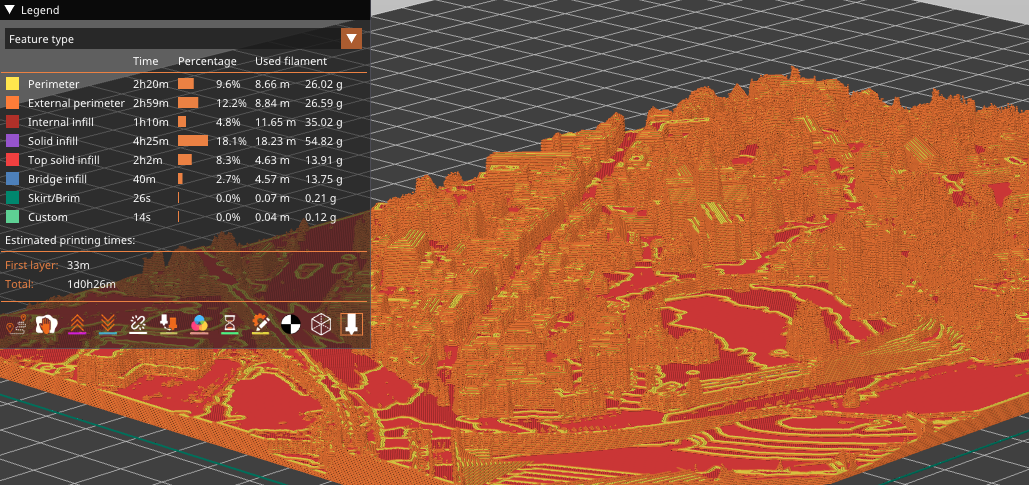 Legend
Feature type
Time Percentage Used filament
Perimeter 2h20m 9.6% 8.66 m 26.02 g
External perimeter 2h59m 12.2% 8.84 m 26.59 g
Internal infill 1h10m 4.8% 11.65 m 35.02 g
Solid infill 4h25m 18.1% 18.23 m 54.82 g
Top solid infill 2h2m 8.3% 4.63 m 13.91 g
Bridge infill 40m 2.7% 4.57 m 13.75 g
Skirt/Brim 26s 0.0% 0.07 m 0.21 g
Custom 14s 0.0% 0.04 m 0.12 g
Estimated printing times:
First layer: 33m
Total: 1d0h26m